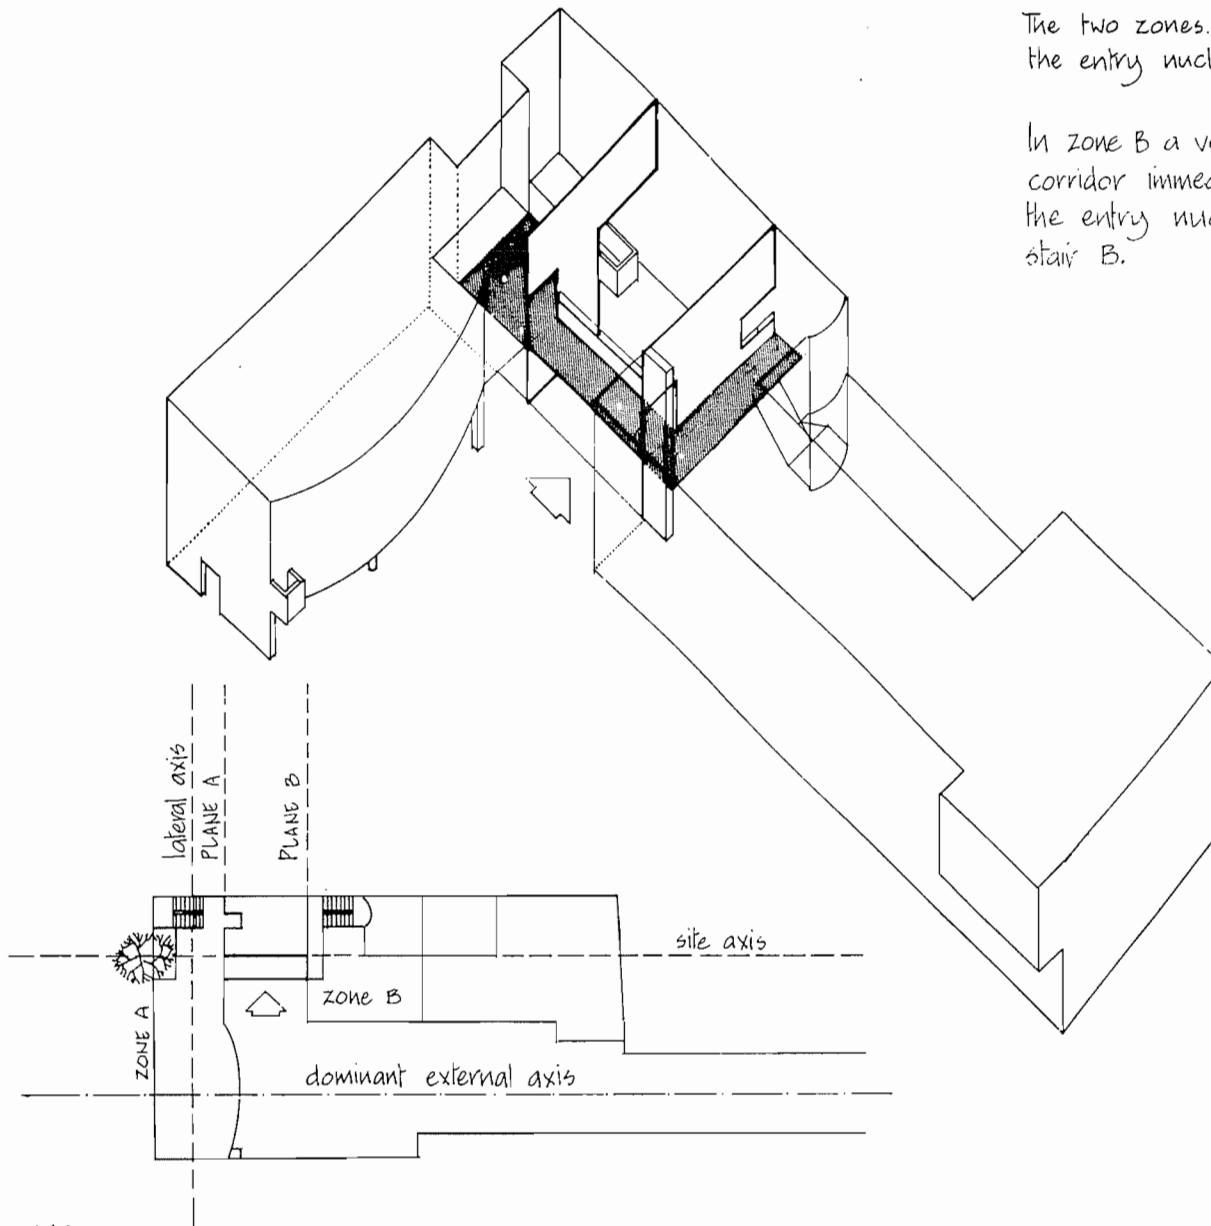 The two zones.
the entry nucl
In zone B a v
corridor immed
the entry nuc
stair B.
lateral axis
PLANE A
PLANE B
site axis
zone B
ZONE A
dominant external axis